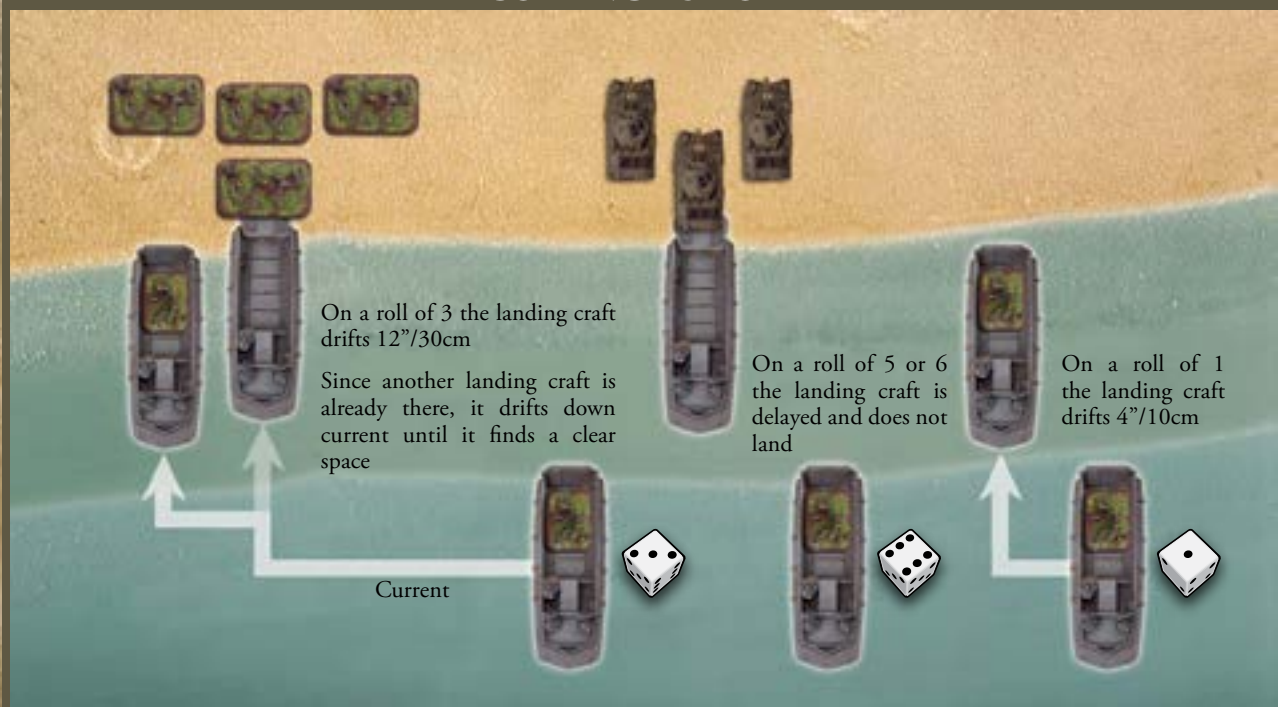 On a roll of 3 the landing craft
drifts 12”/30cm
Since another landing craft is
already there, it drifts down
current until it finds a clear
space
On a roll of 5 or 6
the landing craft is
delayed and does not
land
On a roll of 1
the landing craft
drifts 4”/10cm
Current